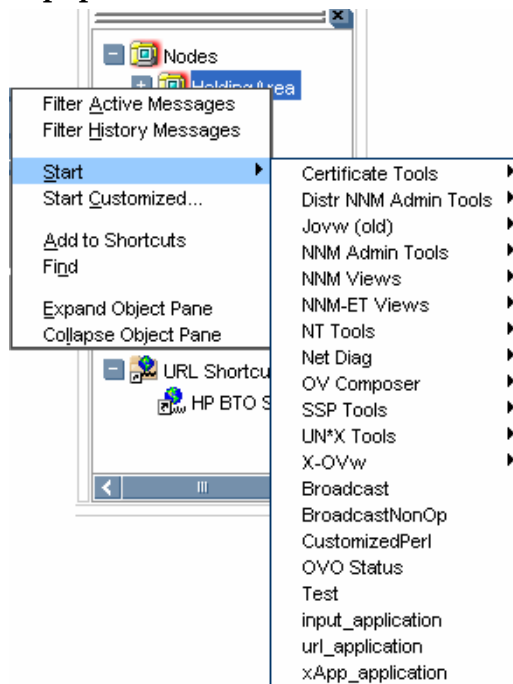 Nodes
Holding Area
Filter Active Messages
Filter History Messages
Start
Start Customized...
Add to Shortcuts
Find
Expand Object Pane
Collapse Object Pane
Certificate Tools
Distr NNM Admin Tools
Jovw (old)
NNM Admin Tools
NNM Views
NNM-ET Views
NT Tools
Net Diag
OV Composer
SSP Tools
UN*X Tools
X-OVw
Broadcast
BroadcastNonOp
CustomizedPerl
OVO Status
Test
input_application
url_application
xApp_application
URL Shortcu
HP BTO S